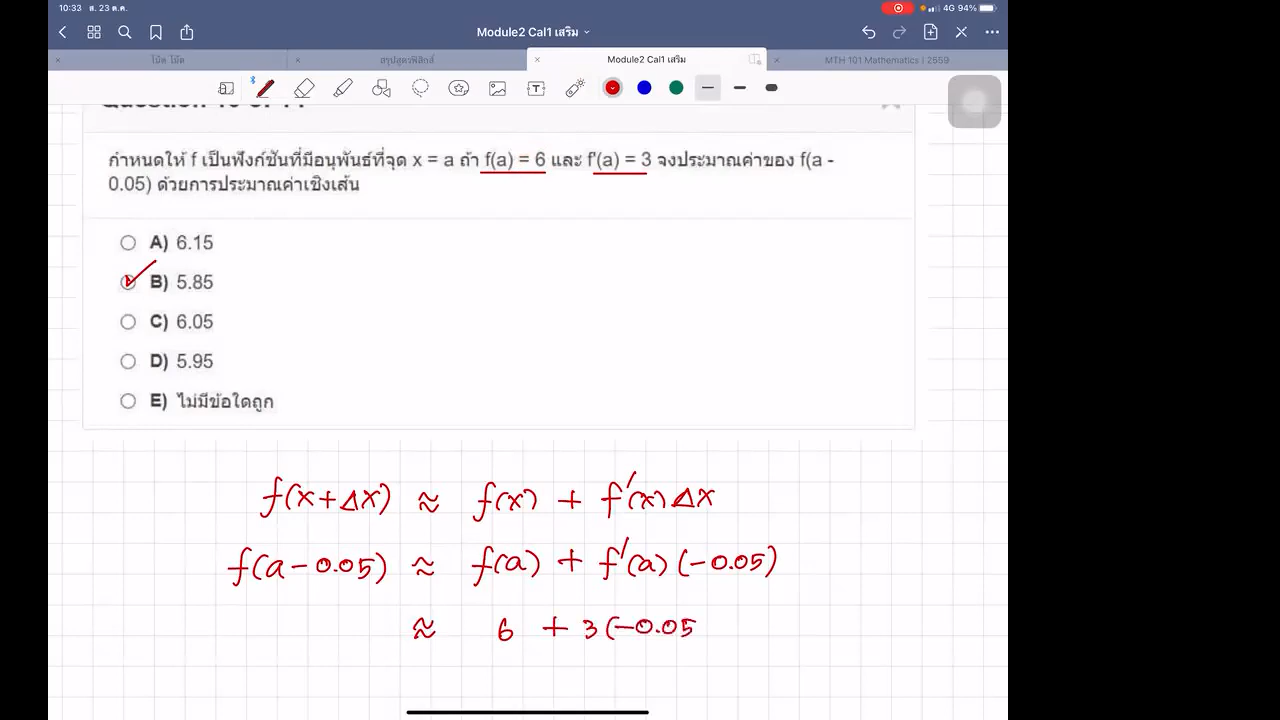 10:33 ส. 23 ต.ค.
4G 94%
Module2 Cal1 เสริม
โน้ต โน๊ต
สรุปสูตรฟิสิกส์
Module2 Cal1 เสริม
MTH 101 Mathematics | 2559
กำหนดให้ f เป็นฟังก์ชันที่มีอนุพันธ์ที่จุด x = a ถ้า f(a) = 6 และ f'(a) = 3 จงประมาณค่าของ f(a -
0.05) ด้วยการประมาณค่าเชิงเส้น
A) 6.15
B) 5.85
C) 6.05
D) 5.95
E) ไม่มีข้อใดถูก
f(x+Δx) ≈ f(x) + f'(x)Δx
f(a-0.05) ≈ f(a) + f'(a)(-0.05)
≈ 6 + 3(-0.05